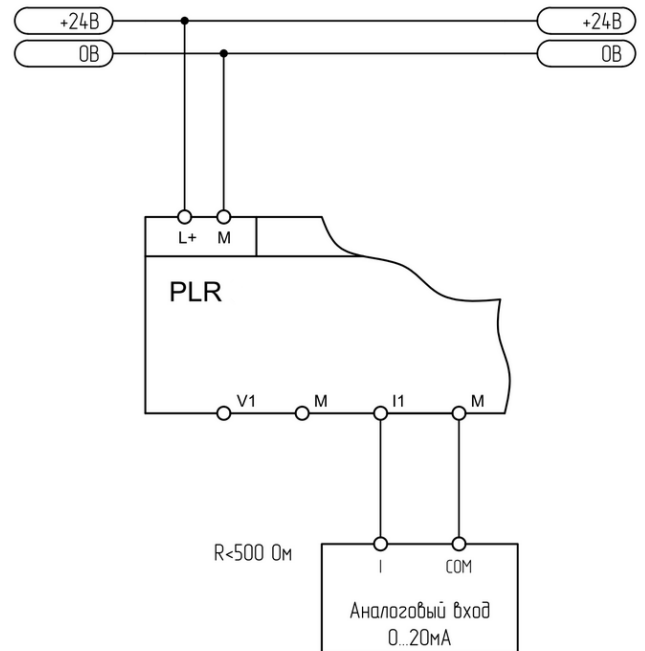 +24В +24В
0В 0В
L+ M
PLR
V1 M I1 M
R<500 Ом
I COM
Аналоговый вход
0...20мА